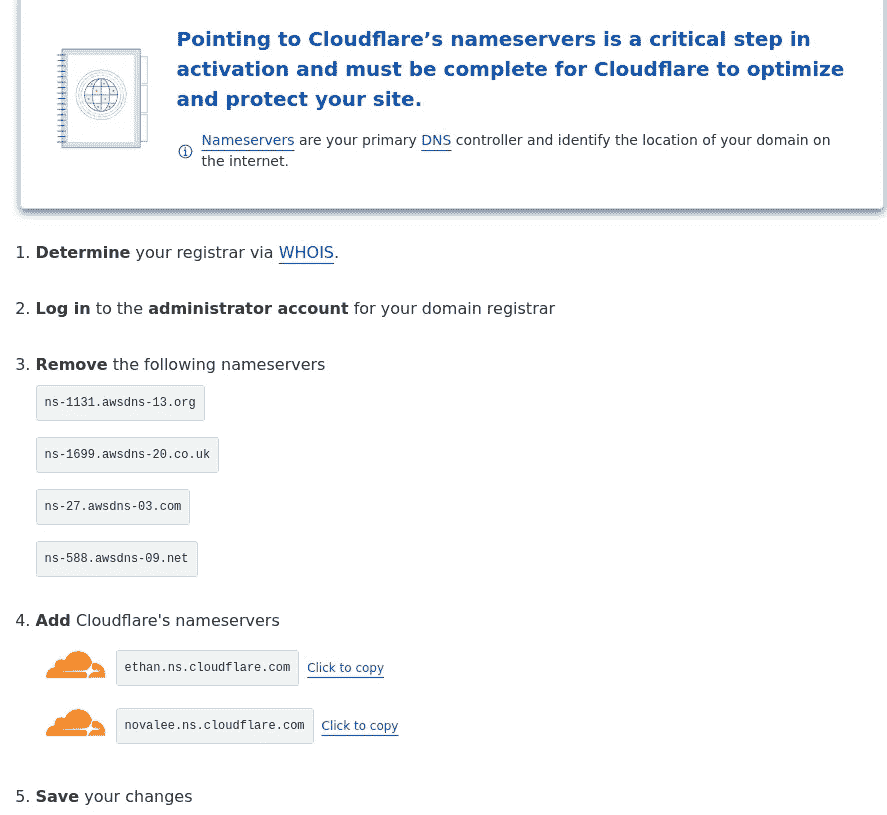 Pointing to Cloudflare’s nameservers is a critical step in
activation and must be complete for Cloudflare to optimize
and protect your site.
Nameservers are your primary DNS controller and identify the location of your domain on
the internet.
1. Determine your registrar via WHOIS.
2. Log in to the administrator account for your domain registrar
3. Remove the following nameservers
ns-1131.awsdns-13.org
ns-1699.awsdns-20.co.uk
ns-27.awsdns-03.com
ns-588.awsdns-09.net
4. Add Cloudflare's nameservers
ethan.ns.cloudflare.com Click to copy
novalee.ns.cloudflare.com Click to copy
5. Save your changes